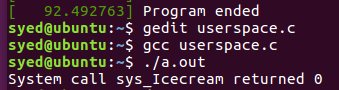 [   92.492763] Program ended
syed@ubuntu:~$ gedit userspace.c
syed@ubuntu:~$ gcc userspace.c
syed@ubuntu:~$ ./a.out
System call sys_Icecream returned 0